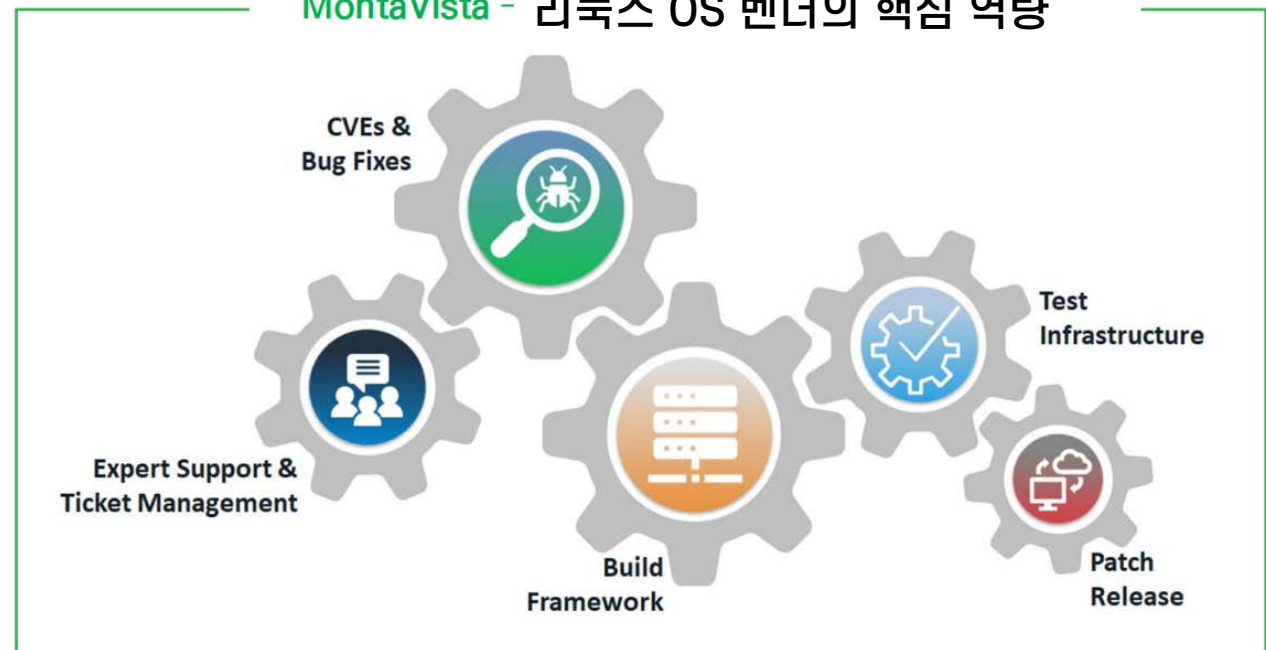 MontaVista - 리눅스 OS 벤더의 핵심 역량
CVEs &
Bug Fixes
Test
Infrastructure
Expert Support &
Ticket Management
Build
Framework
Patch
Release